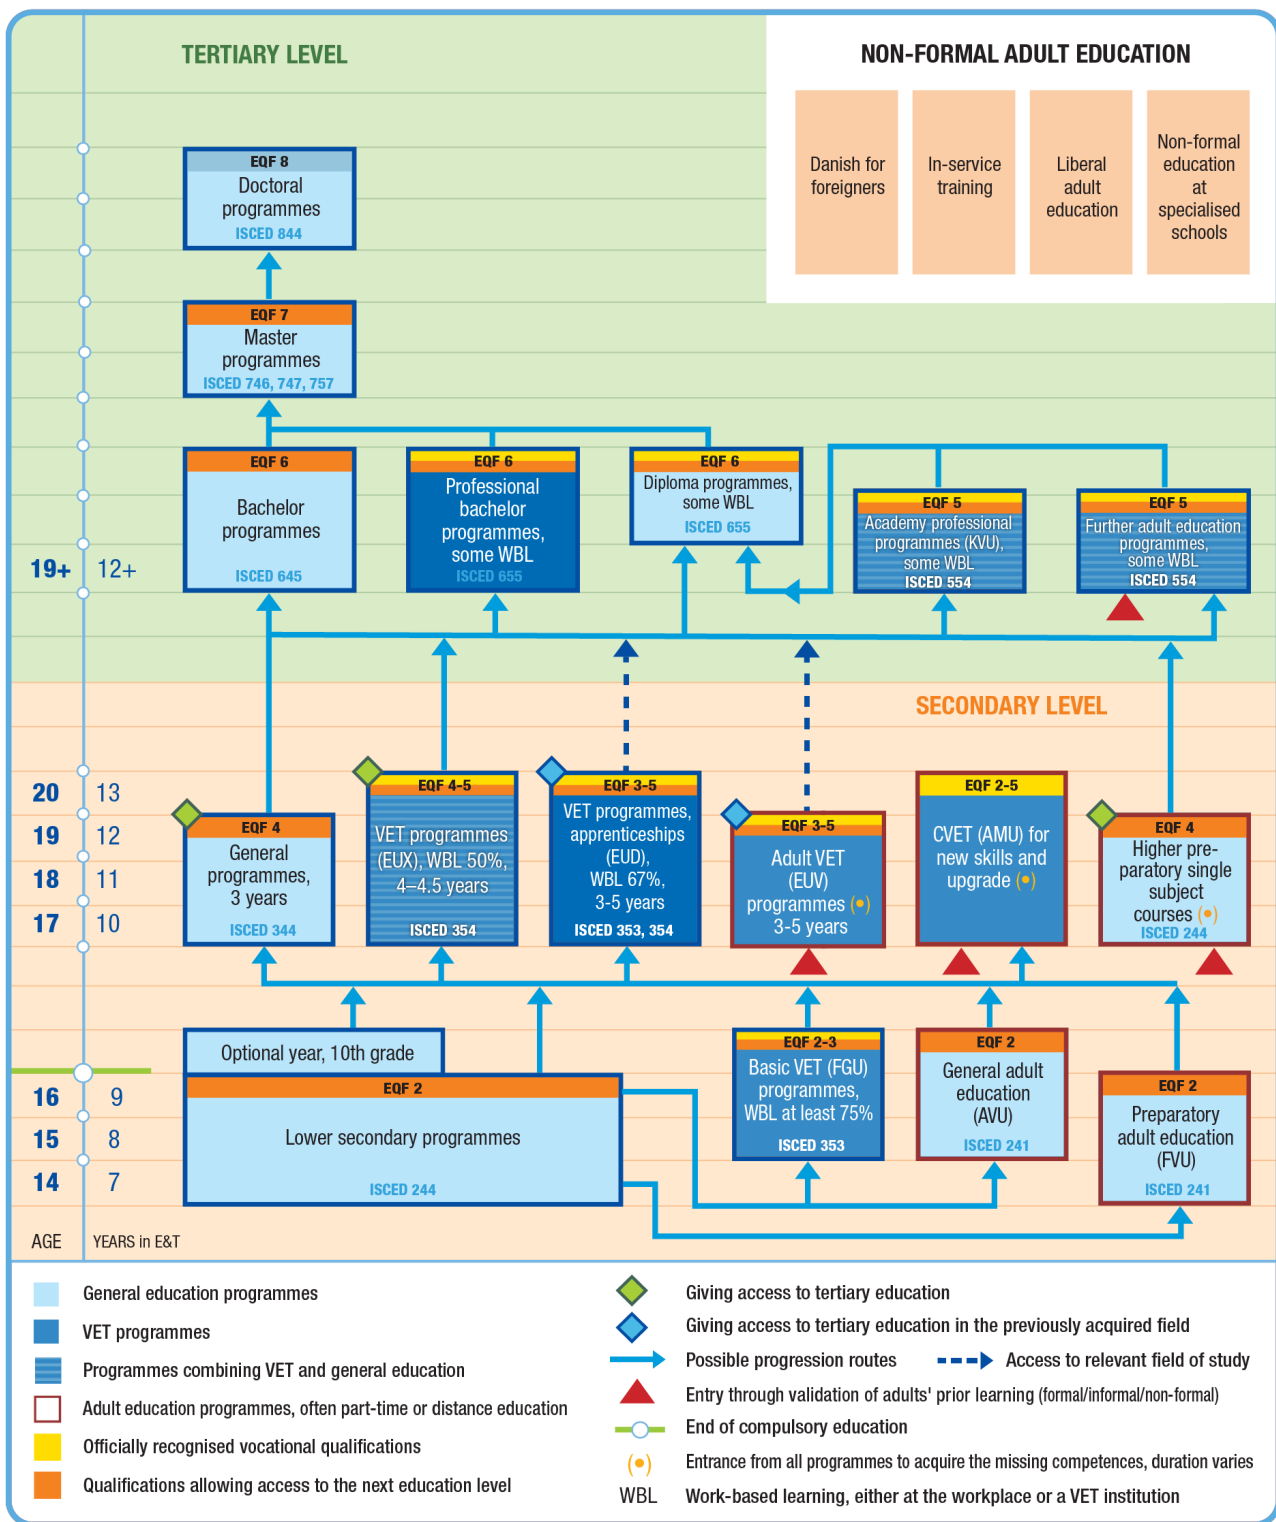 TERTIARY LEVEL
NON-FORMAL ADULT EDUCATION
Danish for
foreigners
In-service
training
Liberal
adult
education
Non-formal
education
at
specialised
schools
EQF 8
Doctoral
programmes
ISCED 844
EQF 7
Master
programmes
ISCED 746, 747, 757
EQF 6
Bachelor
programmes
ISCED 645
EQF 6
Professional
bachelor
programmes,
some WBL
ISCED 655
EQF 6
Diploma programmes,
some WBL
ISCED 655
EQF 5
Academy professional
programmes (KVU),
some WBL
ISCED 554
EQF 5
Further adult education
programmes,
some WBL
ISCED 554
19+ 12+
SECONDARY LEVEL
20 13
19 12
18 11
17 10
EQF 4
General
programmes,
3 years
ISCED 344
EQF 4-5
VET programmes
(EUX), WBL 50%,
4–4.5 years
ISCED 354
EQF 3-5
VET programmes,
apprenticeships
(EUD),
WBL 67%,
3-5 years
ISCED 353, 354
EQF 3-5
Adult VET
(EUV)
programmes (•)
3-5 years
EQF 2-5
CVET (AMU) for
new skills and
upgrade (•)
EQF 4
Higher pre-
paratory single
subject
courses (•)
ISCED 244
Optional year, 10th grade
EQF 2
Lower secondary programmes
ISCED 244
EQF 2-3
Basic VET (FGU)
programmes,
WBL at least 75%
ISCED 353
EQF 2
General adult
education
(AVU)
ISCED 241
EQF 2
Preparatory
adult education
(FVU)
ISCED 241
16 9
15 8
14 7
AGE YEARS in E&T
General education programmes
VET programmes
Programmes combining VET and general education
Adult education programmes, often part-time or distance education
Officially recognised vocational qualifications
Qualifications allowing access to the next education level
Giving access to tertiary education
Giving access to tertiary education in the previously acquired field
Possible progression routes
Access to relevant field of study
Entry through validation of adults' prior learning (formal/informal/non-formal)
End of compulsory education
(•) Entrance from all programmes to acquire the missing competences, duration varies
WBL Work-based learning, either at the workplace or a VET institution